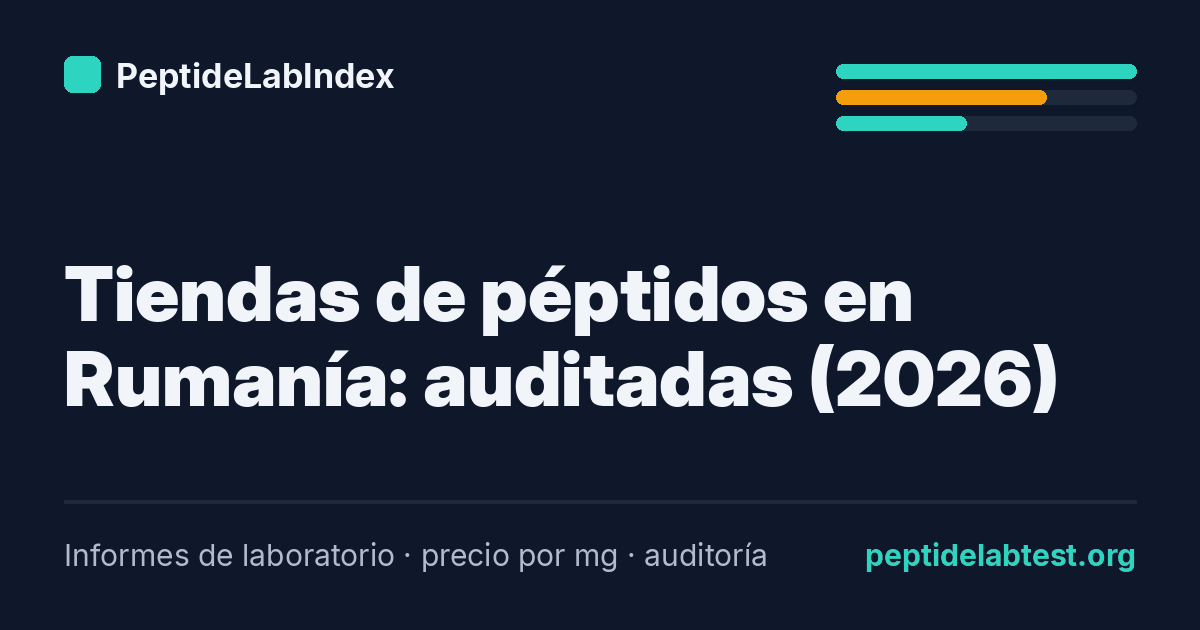 PeptideLabIndex
Tiendas de péptidos en
Rumanía: auditadas (2026)
Informes de laboratorio · precio por mg · auditoría
peptidelabtest.org